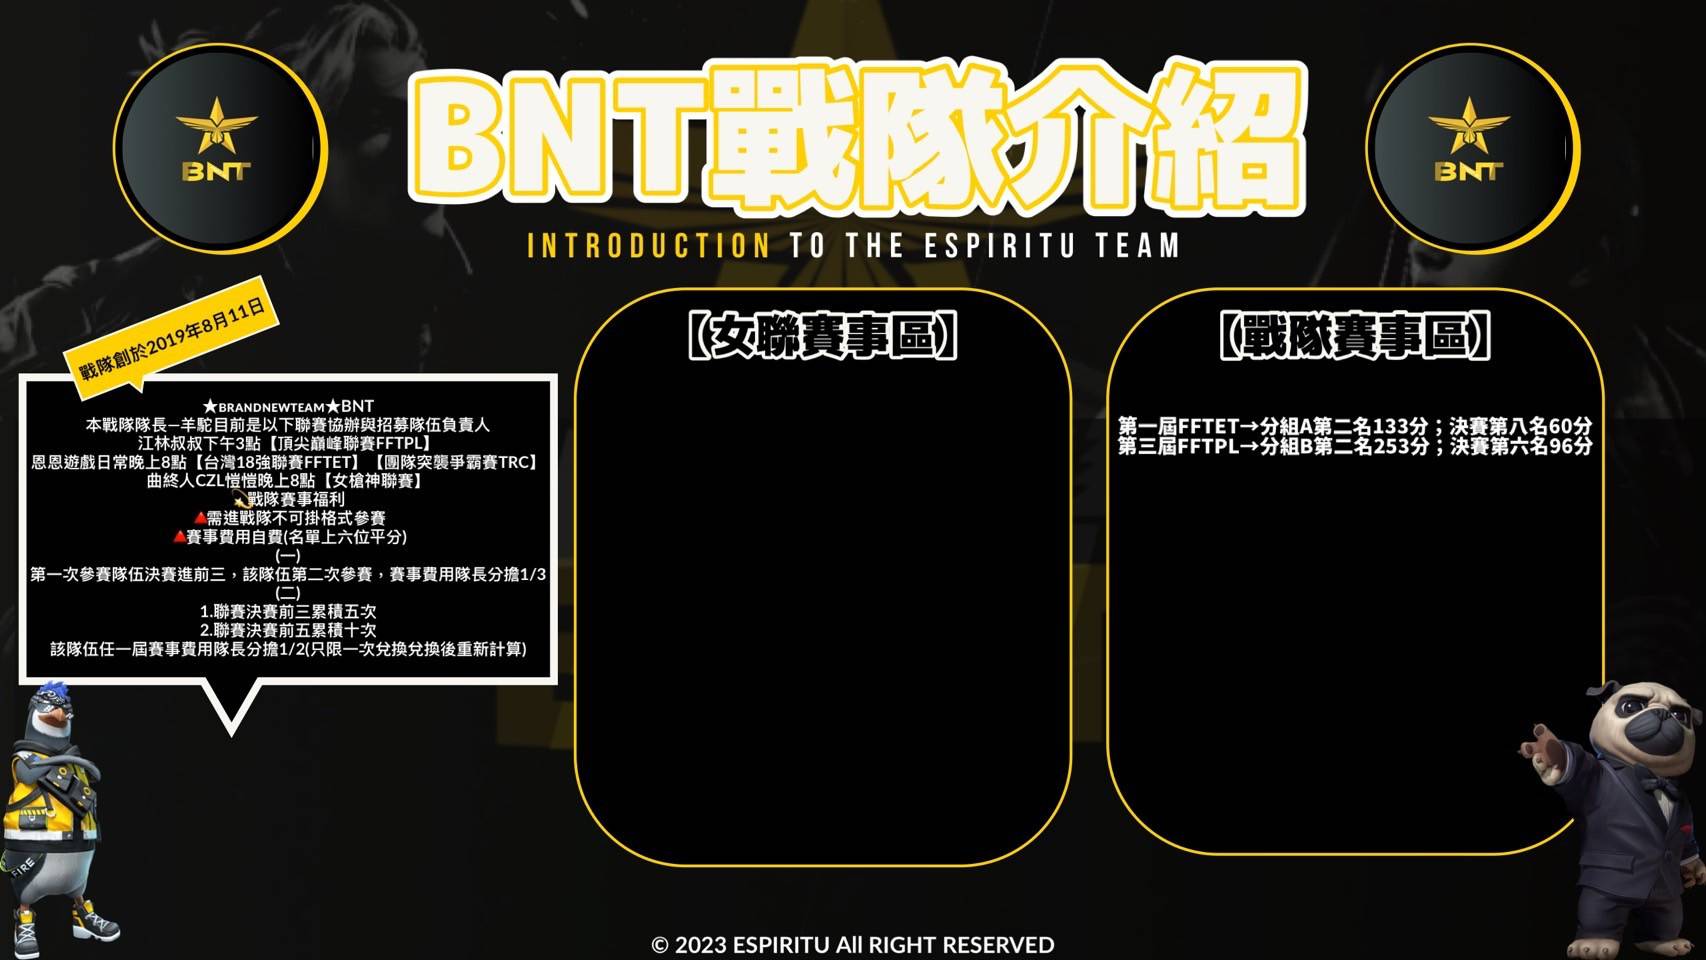 BNT
BNT戰隊介紹
BNT
INTRODUCTION TO THE ESPIRITU TEAM
戰隊創於2019年8月11日
★BRANDNEWTEAM★BNT
本戰隊隊長—羊駝目前是以下聯賽協辦與招募隊伍負責人
江林叔叔下午3點【頂尖巔峰聯賽FFTPL】
恩恩遊戲日常晚上8點【台灣18強聯賽FFTET】【團隊突襲爭霸賽TRC】
曲終人CZL愷愷晚上8點【女槍神聯賽】
💫戰隊賽事福利
🔺需進戰隊不可掛格式參賽
🔺賽事費用自費(名單上六位平分)
(一)
第一次參賽隊伍決賽進前三，該隊伍第二次參賽，賽事費用隊長分擔1/3
(二)
1.聯賽決賽前三累積五次
2.聯賽決賽前五累積十次
該隊伍任一屆賽事費用隊長分擔1/2(只限一次兌換兌換後重新計算)
【女聯賽事區】
【戰隊賽事區】
第一屆FFTET→分組A第二名133分；決賽第八名60分
第三屆FFTPL→分組B第二名253分；決賽第六名96分
FIRE
© 2023 ESPIRITU All RIGHT RESERVED